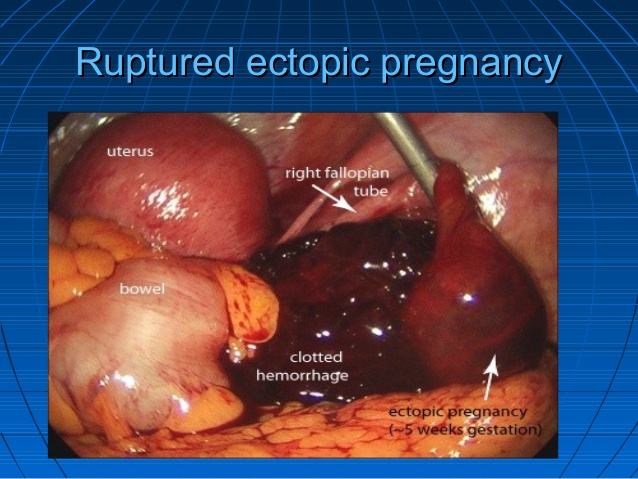 Ruptured ectopic pregnancy
uterus
right fallopian
tube
bowel
clotted
hemorrhage
ectopic pregnancy
(~5 weeks gestation)